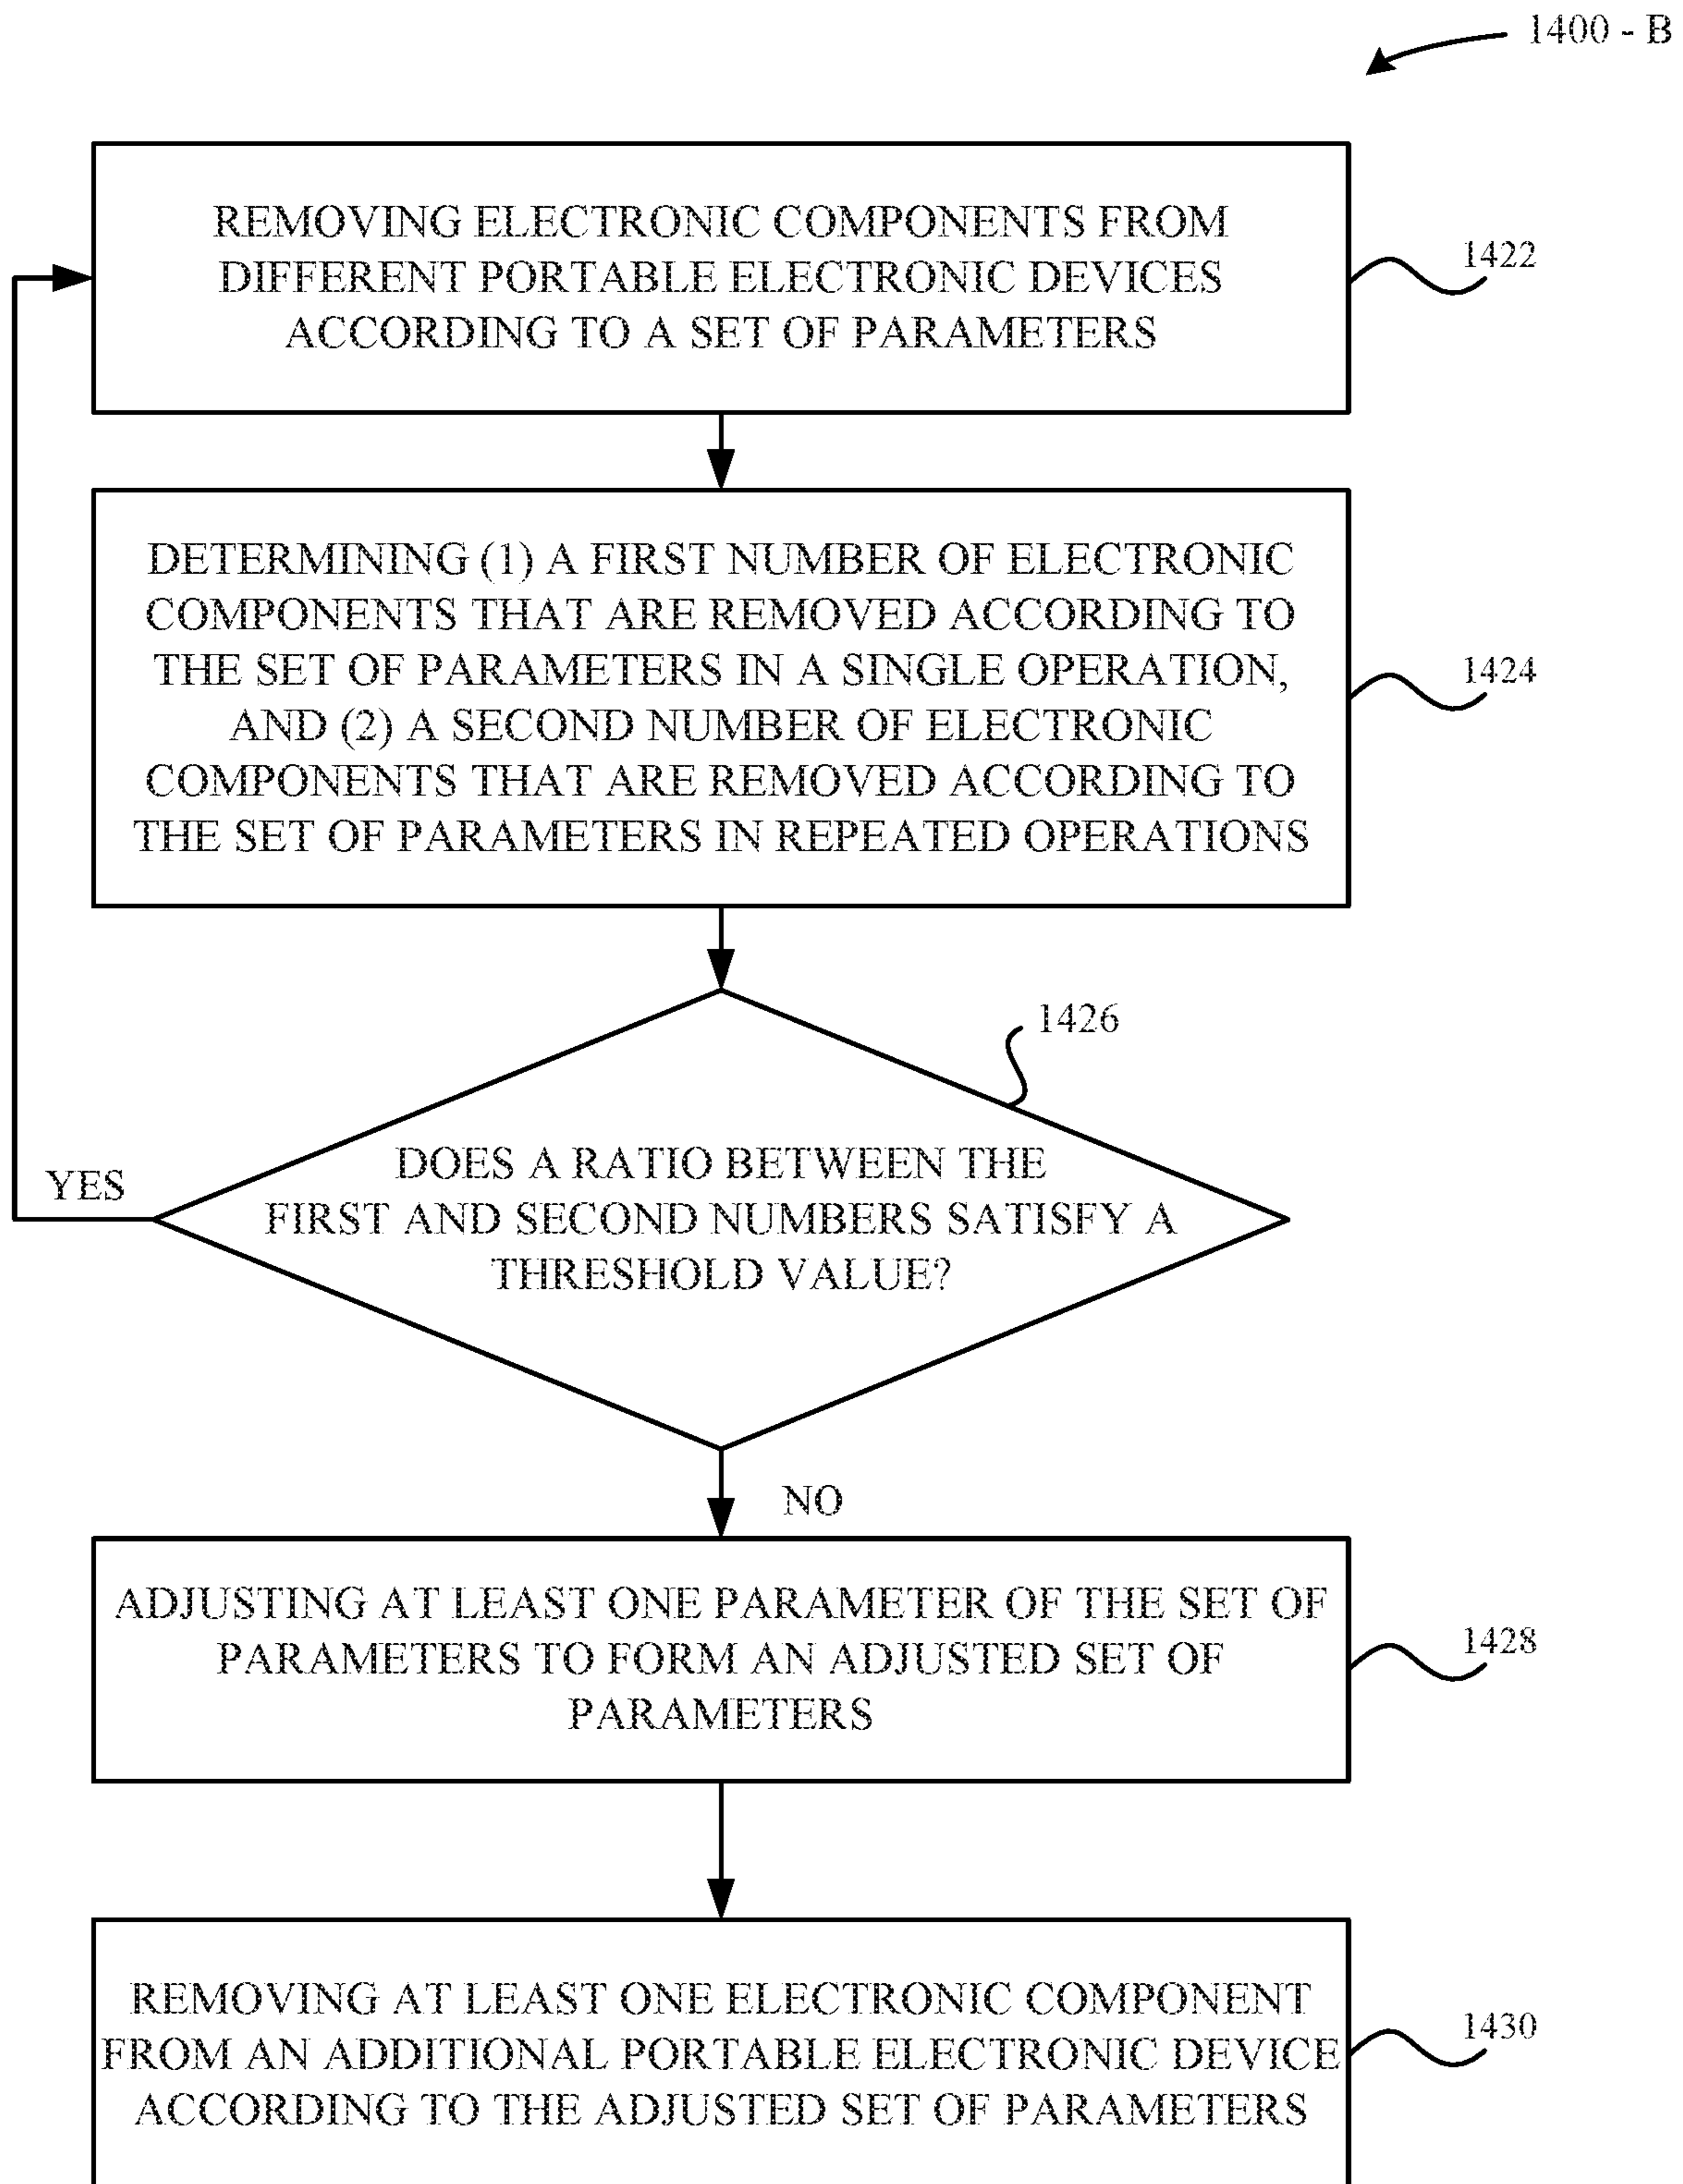 1400 - B
REMOVING ELECTRONIC COMPONENTS FROM
DIFFERENT PORTABLE ELECTRONIC DEVICES
ACCORDING TO A SET OF PARAMETERS
1422
DETERMINING (1) A FIRST NUMBER OF ELECTRONIC
COMPONENTS THAT ARE REMOVED ACCORDING TO
THE SET OF PARAMETERS IN A SINGLE OPERATION,
AND (2) A SECOND NUMBER OF ELECTRONIC
COMPONENTS THAT ARE REMOVED ACCORDING TO
THE SET OF PARAMETERS IN REPEATED OPERATIONS
1424
1426
DOES A RATIO BETWEEN THE
FIRST AND SECOND NUMBERS SATISFY A
THRESHOLD VALUE?
YES
NO
ADJUSTING AT LEAST ONE PARAMETER OF THE SET OF
PARAMETERS TO FORM AN ADJUSTED SET OF
PARAMETERS
1428
REMOVING AT LEAST ONE ELECTRONIC COMPONENT
FROM AN ADDITIONAL PORTABLE ELECTRONIC DEVICE
ACCORDING TO THE ADJUSTED SET OF PARAMETERS
1430